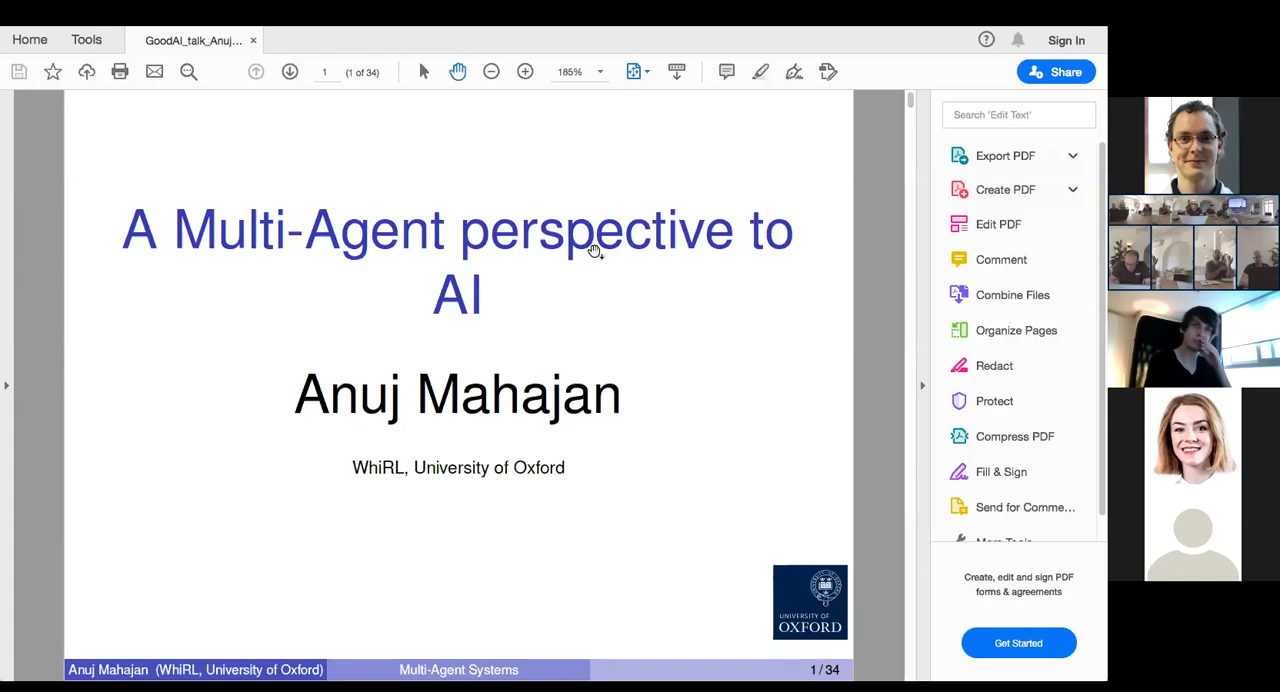 Home
Tools
GoodAI_talk_Anuj...
×
Sign In
1
(1 of 34)
185%
Share
A Multi-Agent perspective to
AI
Anuj Mahajan
WhiRL, University of Oxford
UNIVERSITY OF
OXFORD
Anuj Mahajan (WhiRL, University of Oxford)
Multi-Agent Systems
1 / 34
Search 'Edit Text'
Export PDF
Create PDF
Edit PDF
Comment
Combine Files
Organize Pages
Redact
Protect
Compress PDF
Fill & Sign
Send for Comme...
More Tools
Create, edit and sign PDF
forms & agreements
Get Started